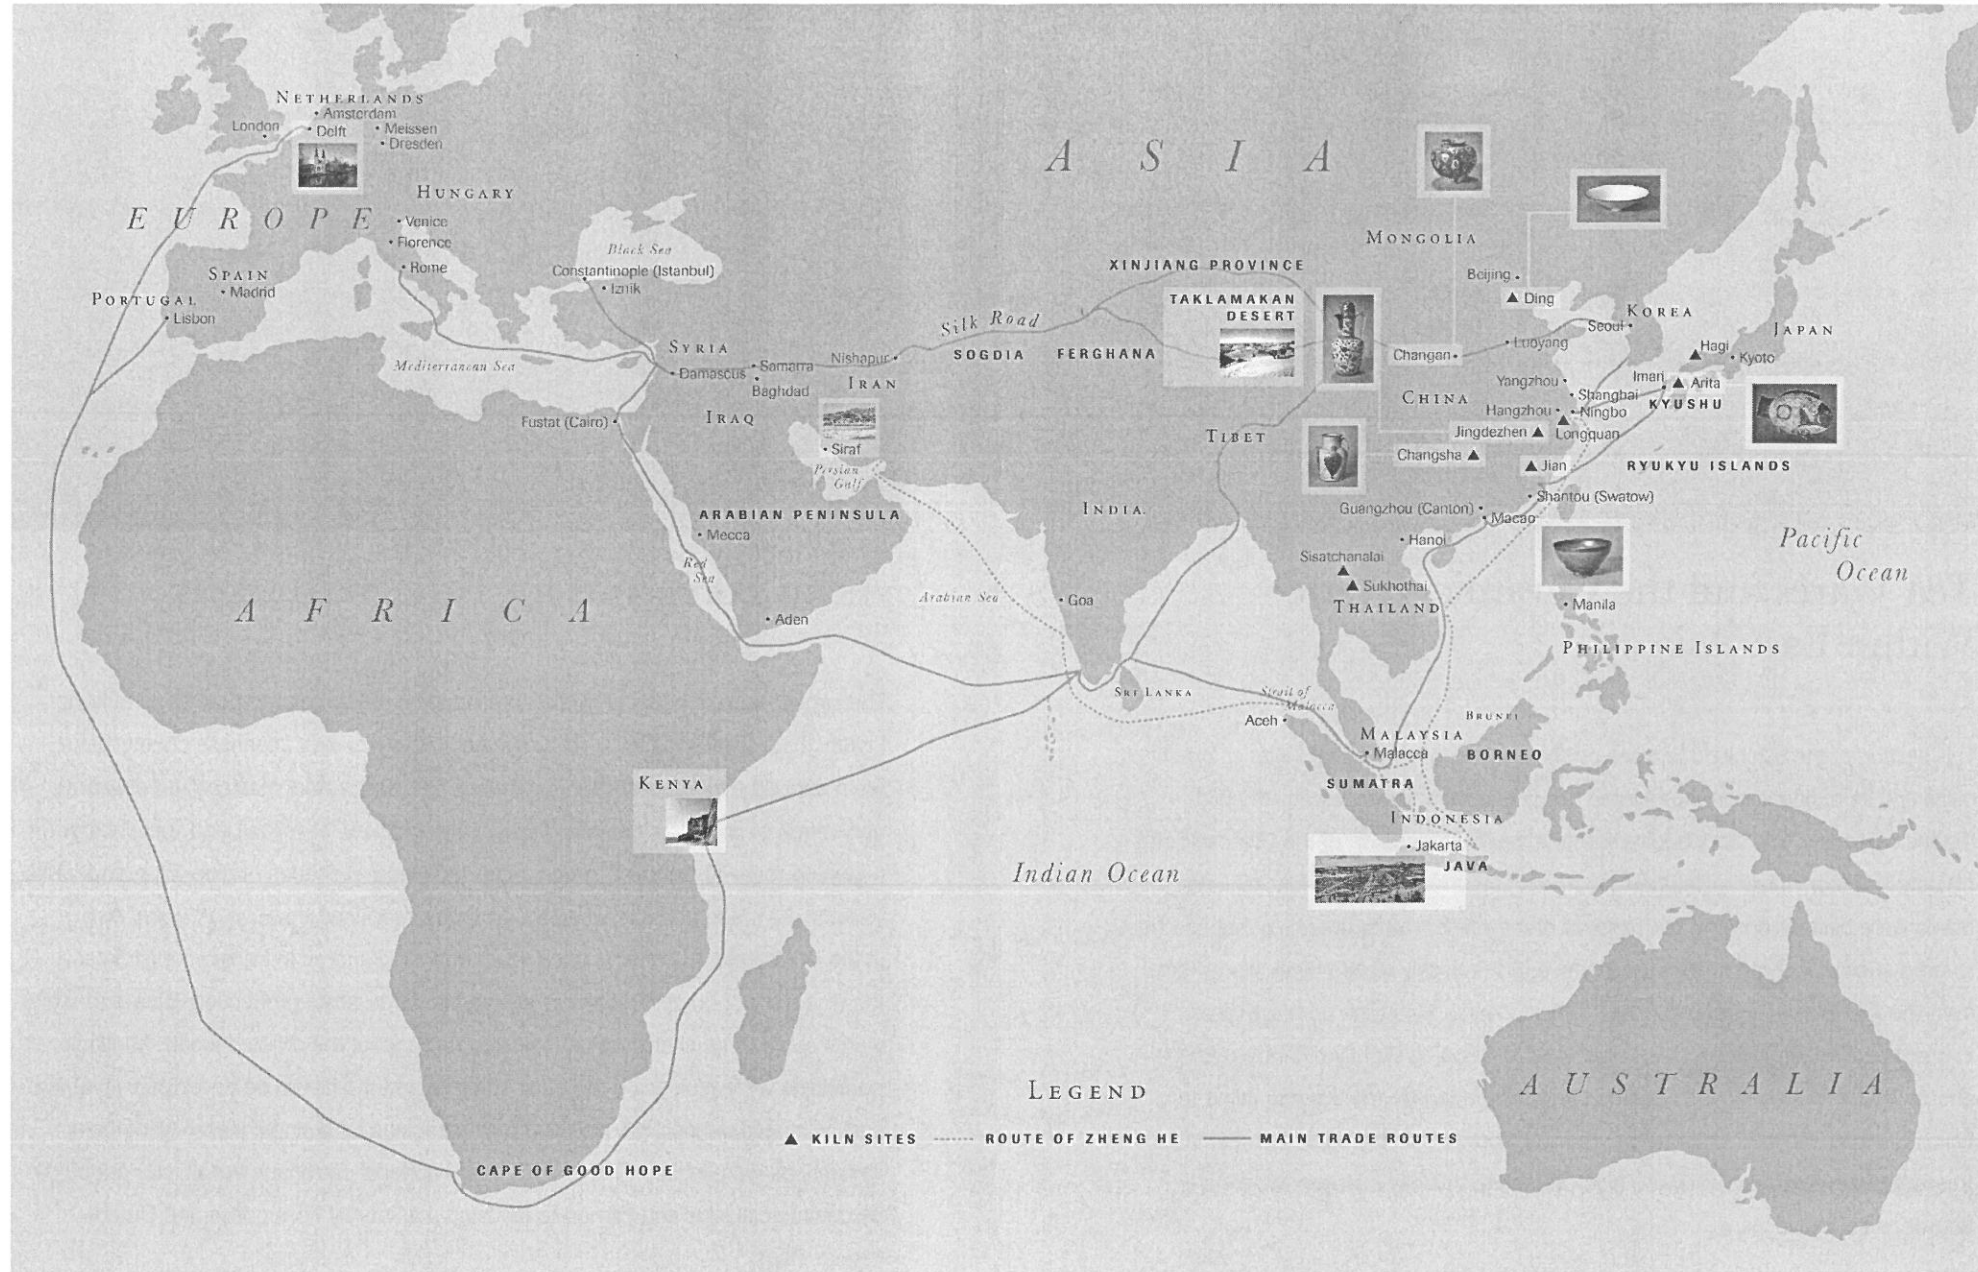 NETHERLANDS
Amsterdam
London
Delft
Meissen
Dresden
HUNGARY
EUROPE
Venice
Florence
Rome
SPAIN
Madrid
PORTUGAL
Lisbon
Mediterranean Sea
Black Sea
Constantinople (Istanbul)
Iznik
SYRIA
Damascus
Samarra
Baghdad
IRAQ
Nishapur
IRAN
Fustat (Cairo)
Siraf
Persian
Gulf
ARABIAN PENINSULA
Mecca
Red
Sea
Aden
Arabian Sea
AFRICA
KENYA
CAPE OF GOOD HOPE
ASIA
Silk Road
SOGDIA
FERGHANA
XINJIANG PROVINCE
TAKLAMAKAN
DESERT
MONGOLIA
Beijing
Ding
KOREA
Seoul
JAPAN
Hagi
Kyoto
Changan
Luoyang
Yangzhou
Shanghai
Imari
Arita
KYUSHU
CHINA
Hangzhou
Ningbo
Jingdezhen
Longquan
TIBET
Changsha
Jian
RYUKYU ISLANDS
Shantou (Swatow)
Guangzhou (Canton)
Macao
INDIA
Hanoi
Sisatchanalai
Sukhothai
THAILAND
Goa
SRI LANKA
Strait of
Malacca
Aceh
Manila
PHILIPPINE ISLANDS
Pacific
Ocean
BRUNEI
MALAYSIA
Malacca
BORNEO
SUMATRA
INDONESIA
Jakarta
JAVA
Indian Ocean
AUSTRALIA
LEGEND
KILN SITES
ROUTE OF ZHENG HE
MAIN TRADE ROUTES